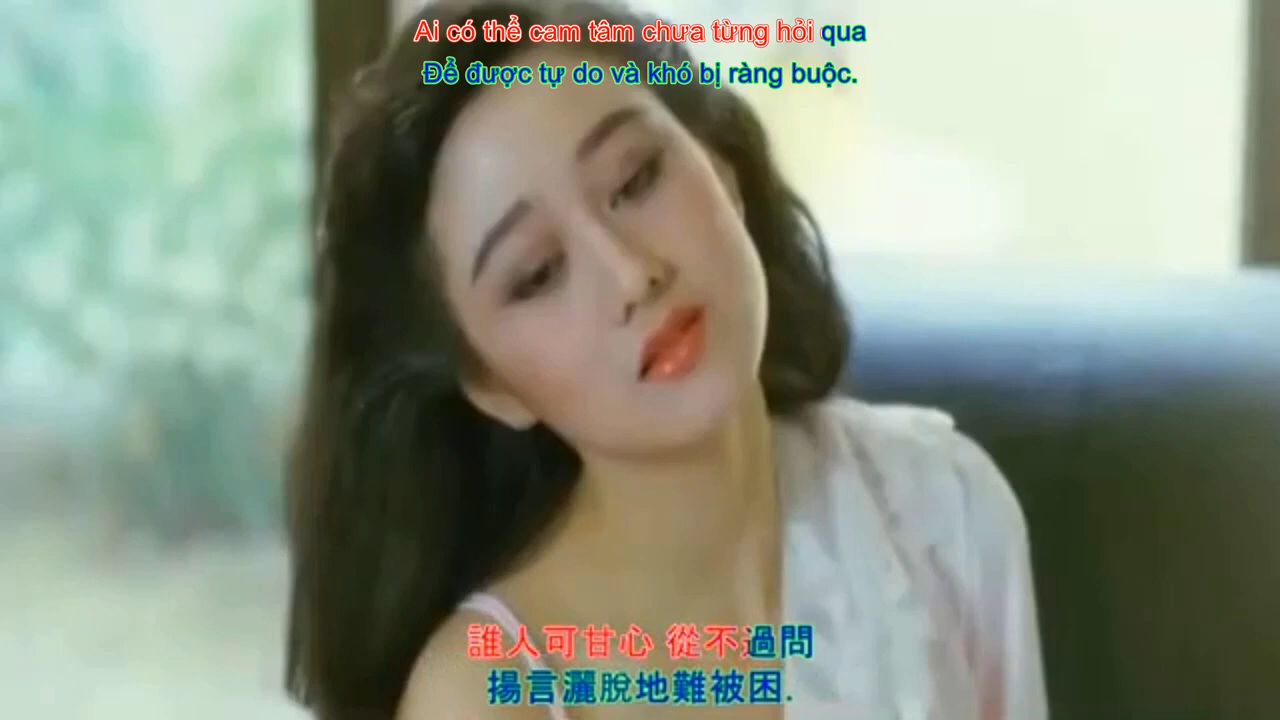 Ai có thể cam tâm chưa từng hỏi qua
Để được tự do và khó bị ràng buộc.
誰人可甘心 從不過問
揚言灑脫地難被困.